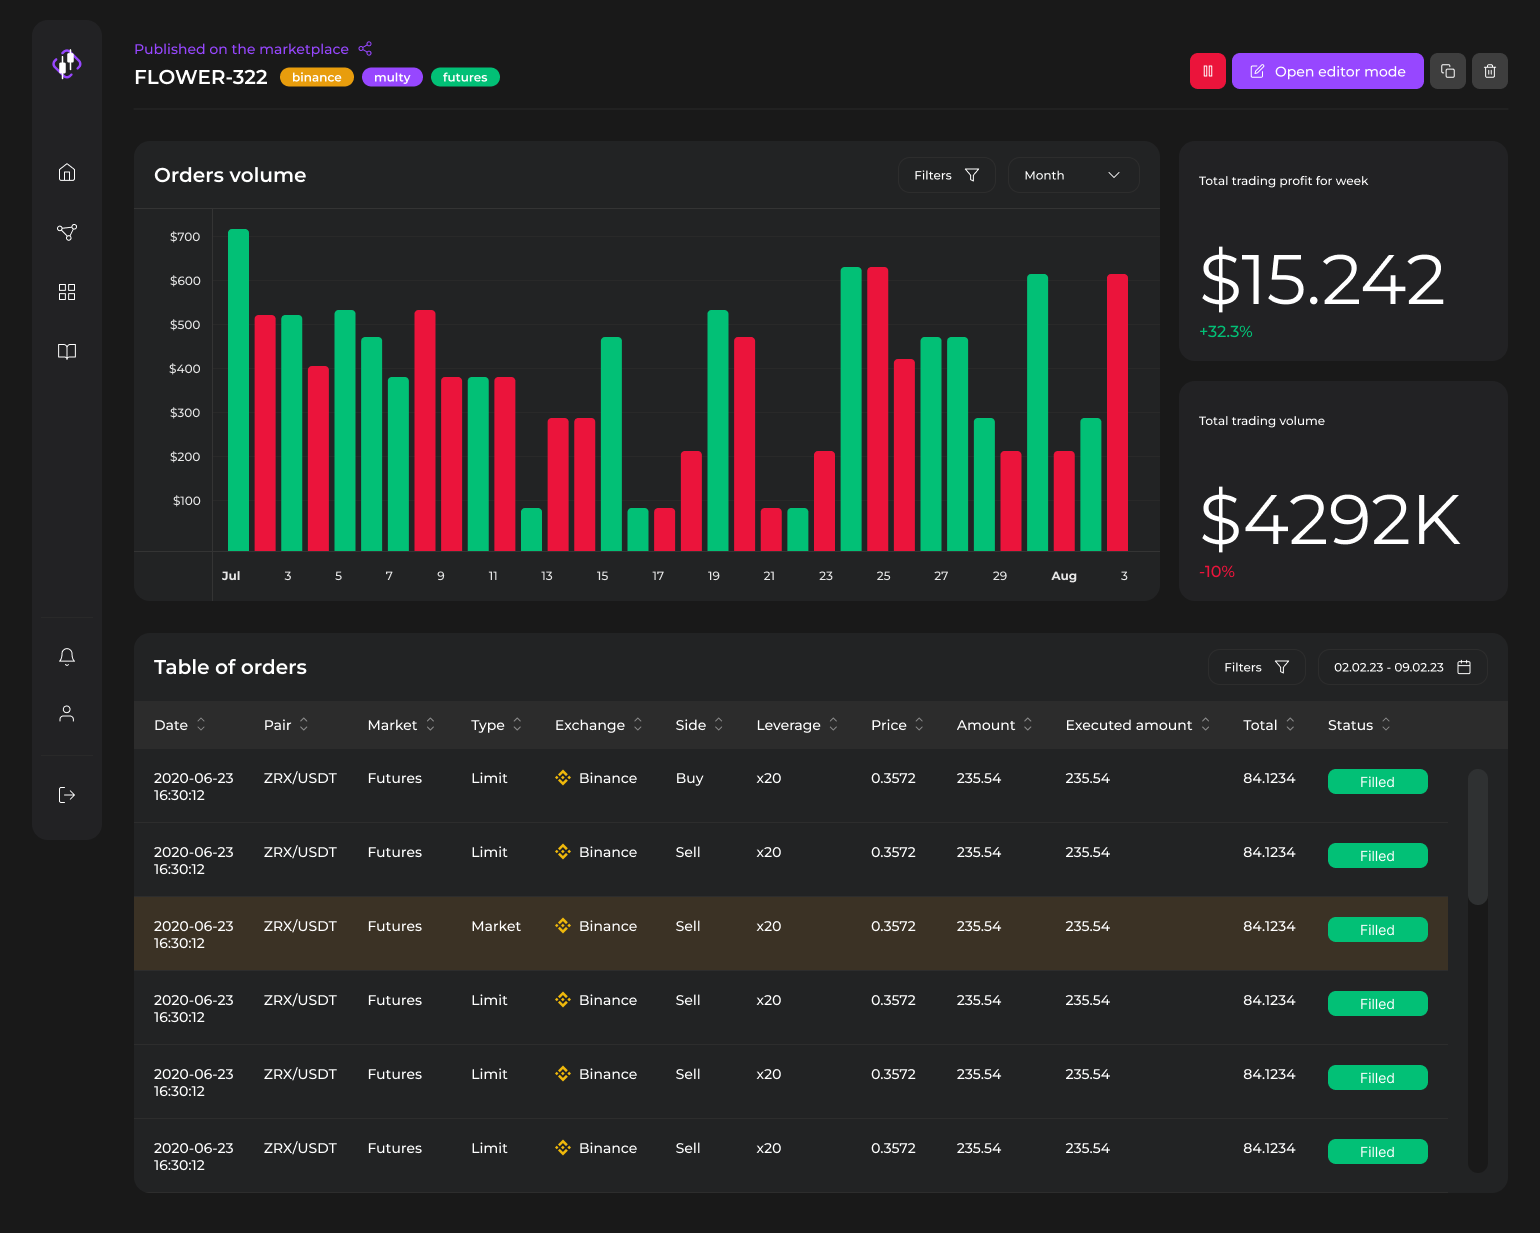 Published on the marketplace
FLOWER-322 binance multy futures
Open editor mode
Orders volume
Filters Month
$700
$600
$500
$400
$300
$200
$100
Jul 3 5 7 9 11 13 15 17 19 21 23 25 27 29 Aug 3
Total trading profit for week
$15.242
+32.3%
Total trading volume
$4292K
-10%
Table of orders
Filters 02.02.23 - 09.02.23
Date Pair Market Type Exchange Side Leverage Price Amount Executed amount Total Status
2020-06-23 ZRX/USDT Futures Limit Binance Buy x20 0.3572 235.54 235.54 84.1234 Filled
16:30:12
2020-06-23 ZRX/USDT Futures Limit Binance Sell x20 0.3572 235.54 235.54 84.1234 Filled
16:30:12
2020-06-23 ZRX/USDT Futures Market Binance Sell x20 0.3572 235.54 235.54 84.1234 Filled
16:30:12
2020-06-23 ZRX/USDT Futures Limit Binance Sell x20 0.3572 235.54 235.54 84.1234 Filled
16:30:12
2020-06-23 ZRX/USDT Futures Limit Binance Sell x20 0.3572 235.54 235.54 84.1234 Filled
16:30:12
2020-06-23 ZRX/USDT Futures Limit Binance Sell x20 0.3572 235.54 235.54 84.1234 Filled
16:30:12